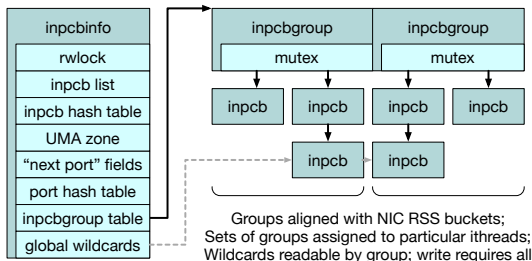 inpcbinfo
rwlock
inpcb list
inpcb hash table
UMA zone
“next port” fields
port hash table
inpcbgroup table
global wildcards
inpcbgroup inpcbgroup
mutex mutex
inpcb inpcb inpcb inpcb
inpcb inpcb
Groups aligned with NIC RSS buckets;
Sets of groups assigned to particular ithreads;
Wildcards readable by group; write requires all